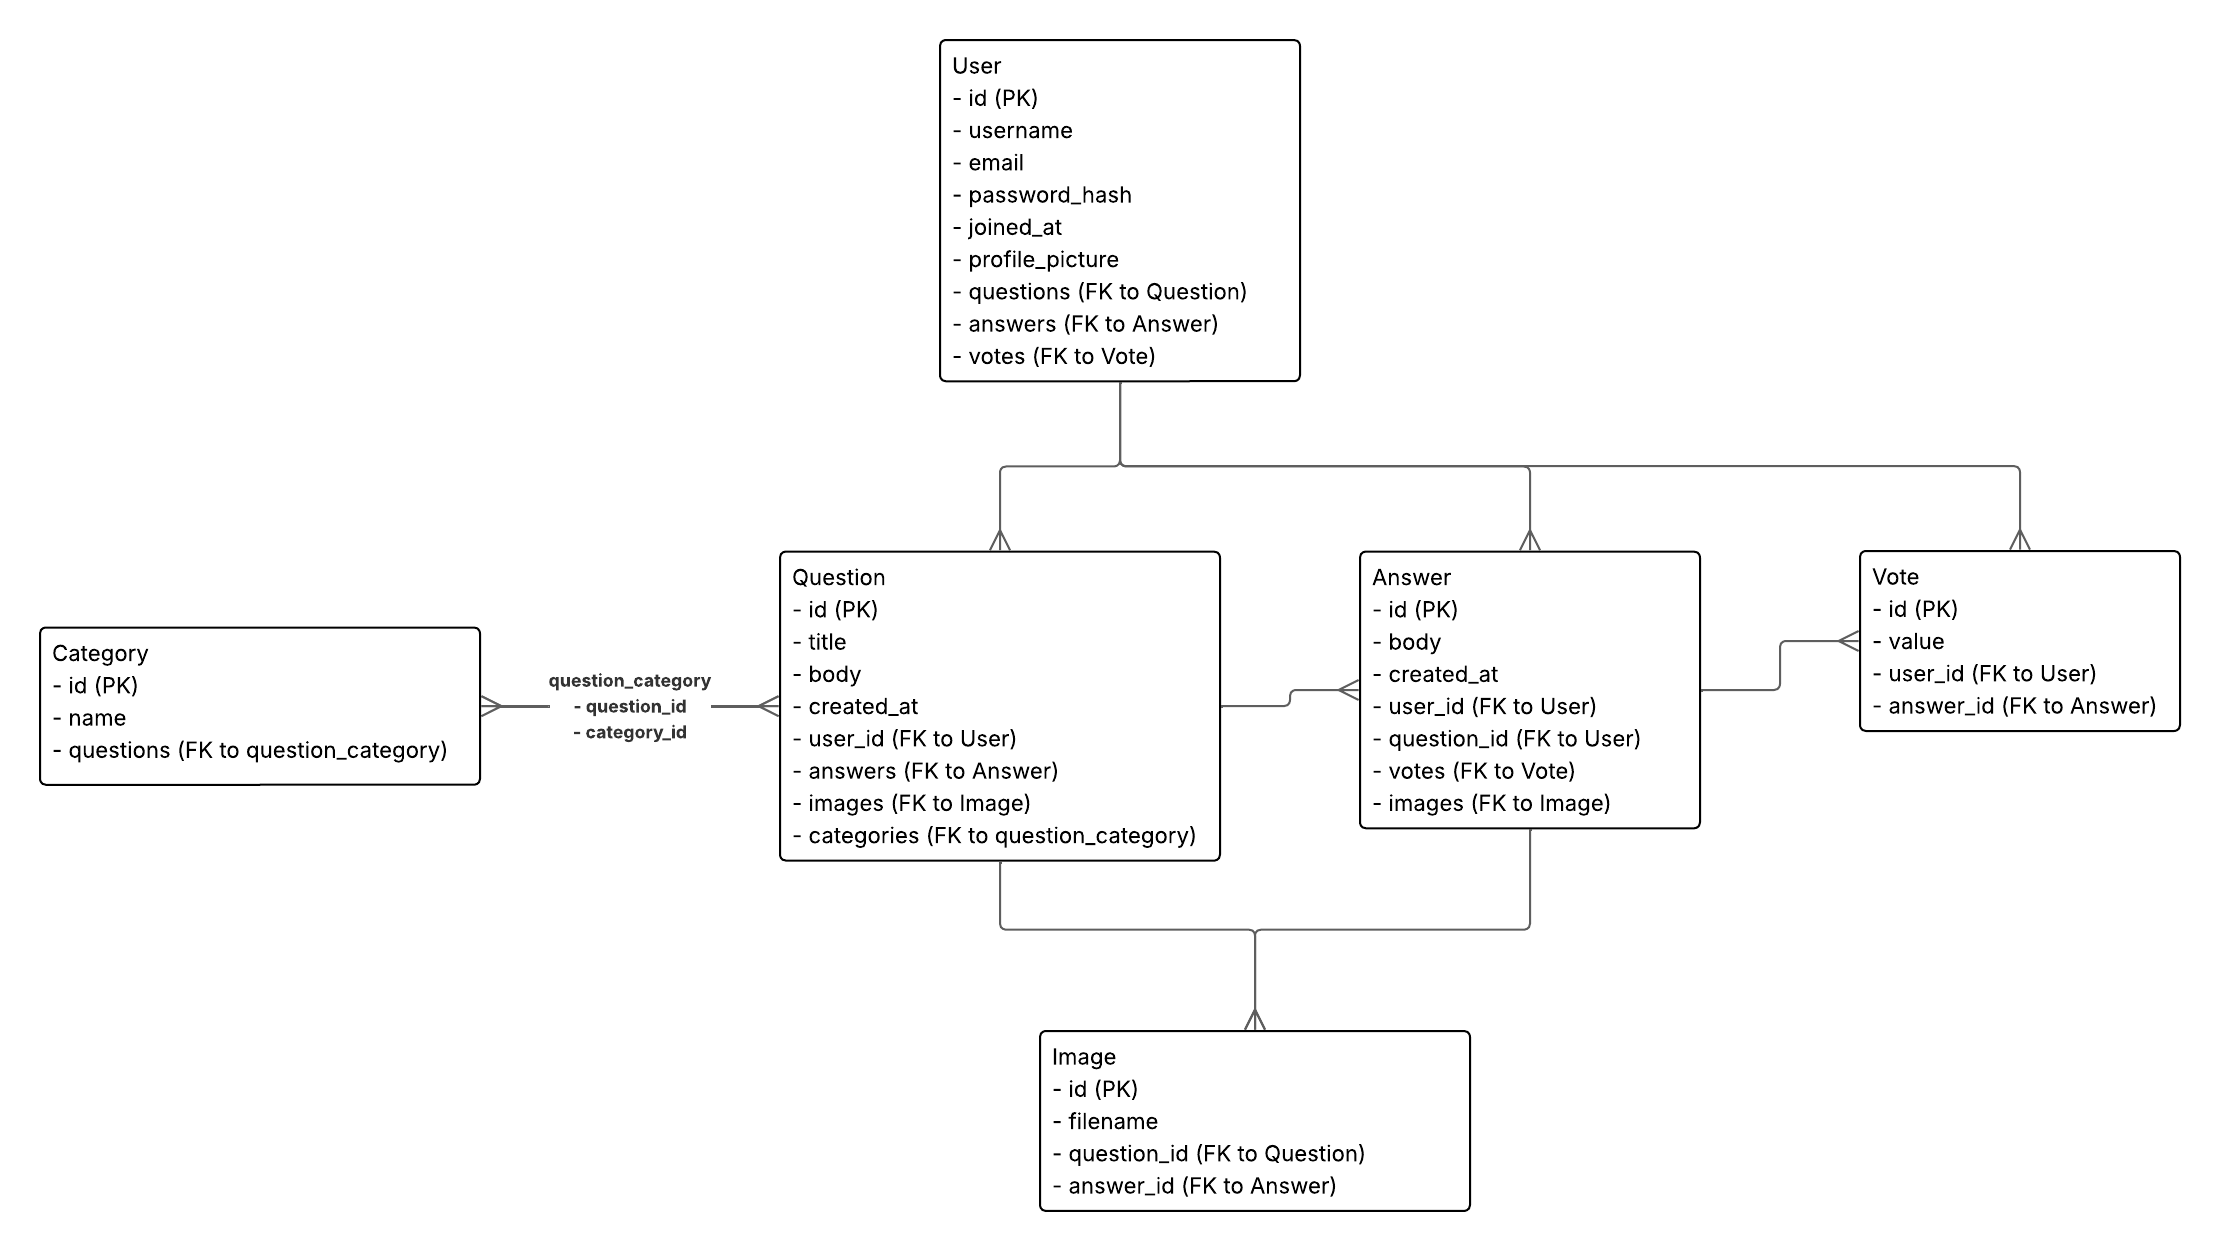 User
- id (PK)
- username
- email
- password_hash
- joined_at
- profile_picture
- questions (FK to Question)
- answers (FK to Answer)
- votes (FK to Vote)
Category
- id (PK)
- name
- questions (FK to question_category)
question_category
- question_id
- category_id
Question
- id (PK)
- title
- body
- created_at
- user_id (FK to User)
- answers (FK to Answer)
- images (FK to Image)
- categories (FK to question_category)
Answer
- id (PK)
- body
- created_at
- user_id (FK to User)
- question_id (FK to User)
- votes (FK to Vote)
- images (FK to Image)
Vote
- id (PK)
- value
- user_id (FK to User)
- answer_id (FK to Answer)
Image
- id (PK)
- filename
- question_id (FK to Question)
- answer_id (FK to Answer)